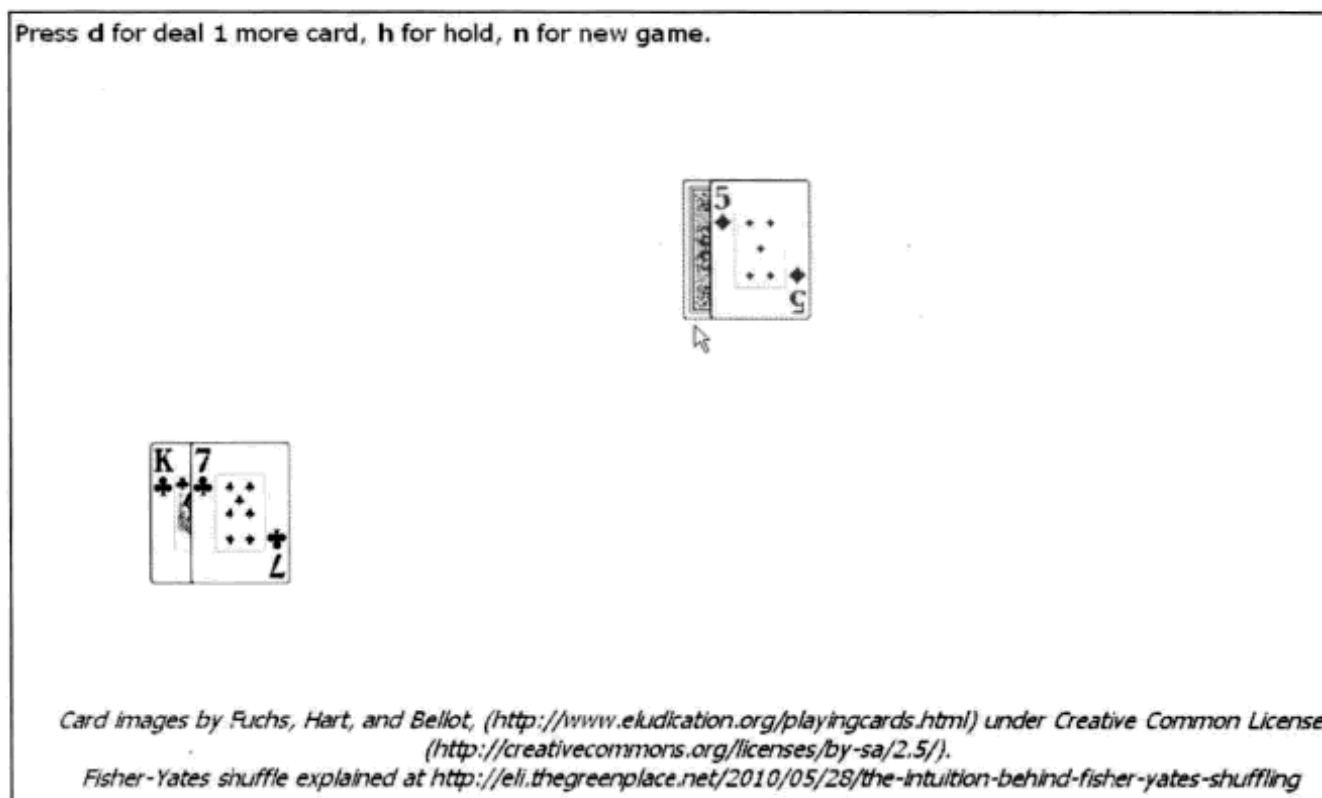 Press d for deal 1 more card, h for hold, n for new game.
5
5
K 7
7
Card images by Fuchs, Hart, and Bellot, (http://www.eludication.org/playingcards.html) under Creative Common License
(http://creativecommons.org/licenses/by-sa/2.5/).
Fisher-Yates shuffle explained at http://eli.thegreenplace.net/2010/05/28/the-intuition-behind-fisher-yates-shuffling